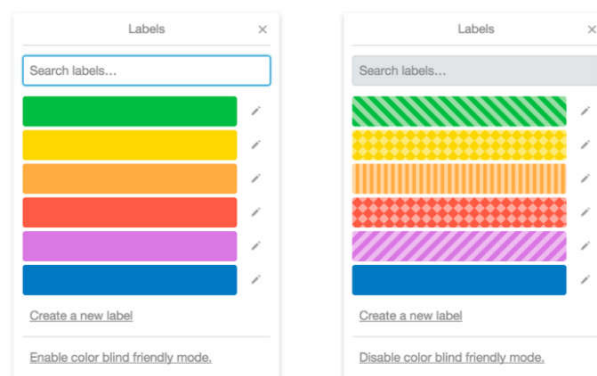 Labels
Search labels...
Create a new label
Enable color blind friendly mode.
Labels
Search labels...
Create a new label
Disable color blind friendly mode.